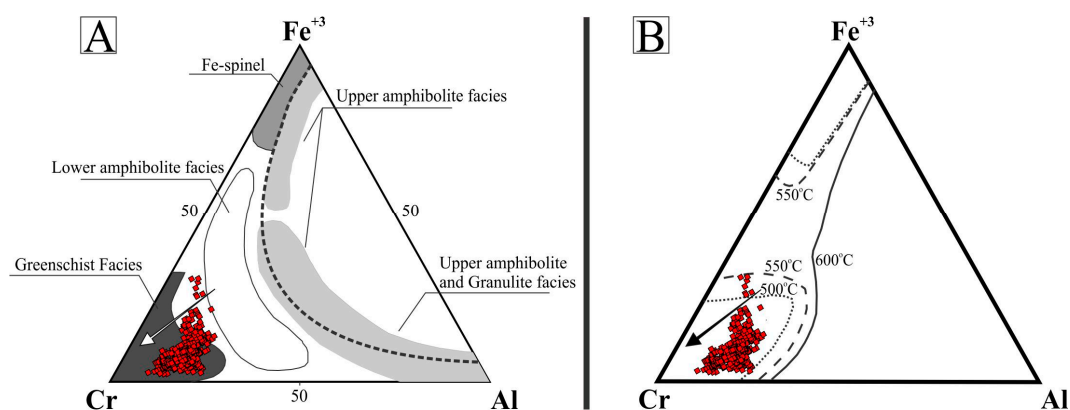 A
Fe+3
Fe-spinel
Upper amphibolite facies
Lower amphibolite facies
50
50
Greenschist Facies
Upper amphibolite
and Granulite facies
Cr
50
Al
B
Fe+3
550°C
550°C
600°C
500°C
Cr
Al